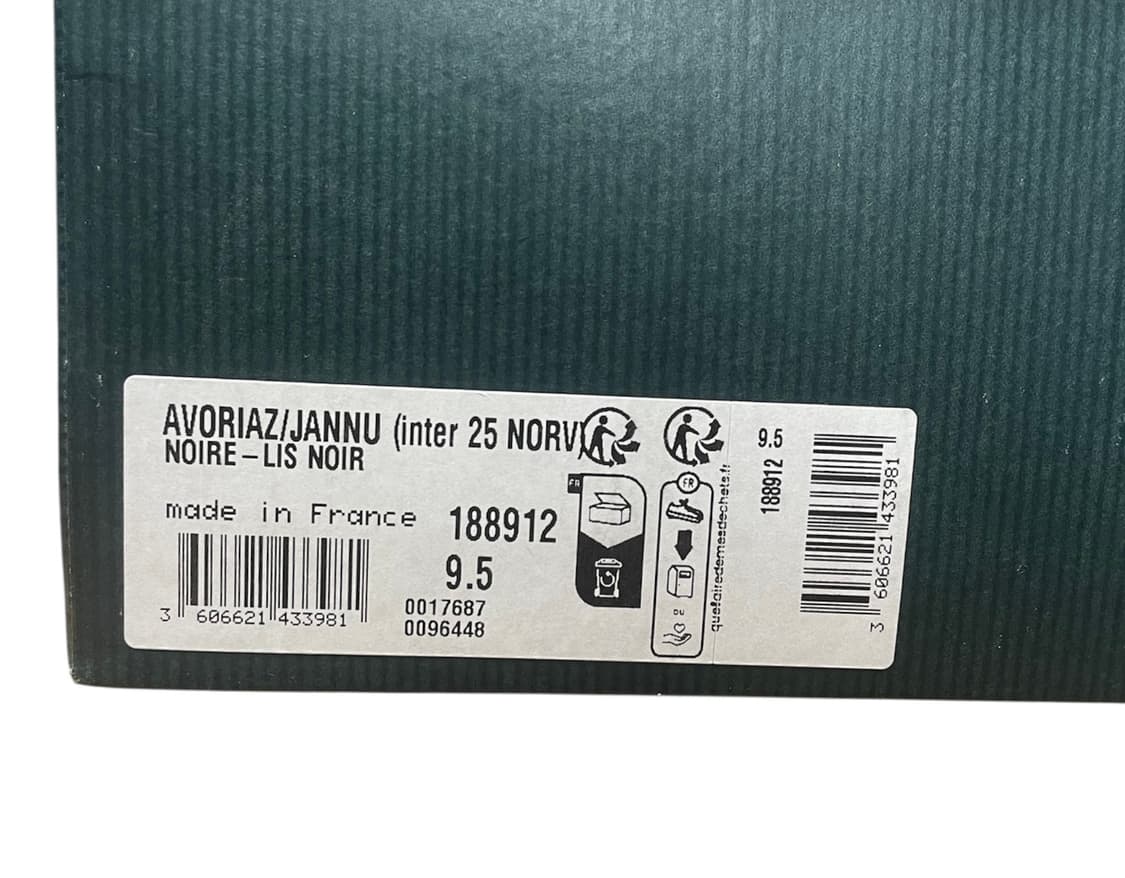 AVORIAZ/JANNU (inter 25 NORV)
NOIRE-LIS NOIR
made in France
188912
9.5
3 606621 433981
0017687
0096448
FR
FR
OU
quefairedemesdechets.fr
9.5
188912
3 606621 433981